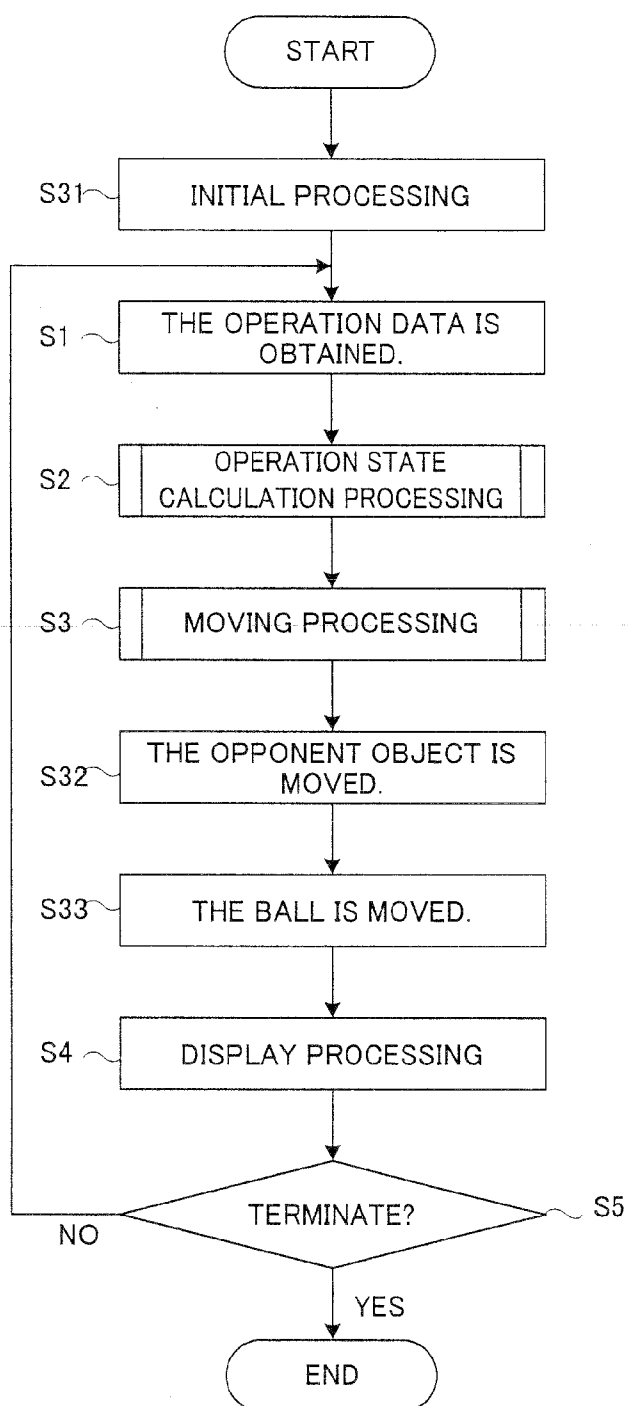 START
S31
INITIAL PROCESSING
S1
THE OPERATION DATA IS
OBTAINED.
S2
OPERATION STATE
CALCULATION PROCESSING
S3
MOVING PROCESSING
S32
THE OPPONENT OBJECT IS
MOVED.
S33
THE BALL IS MOVED.
S4
DISPLAY PROCESSING
TERMINATE?
S5
NO
YES
END